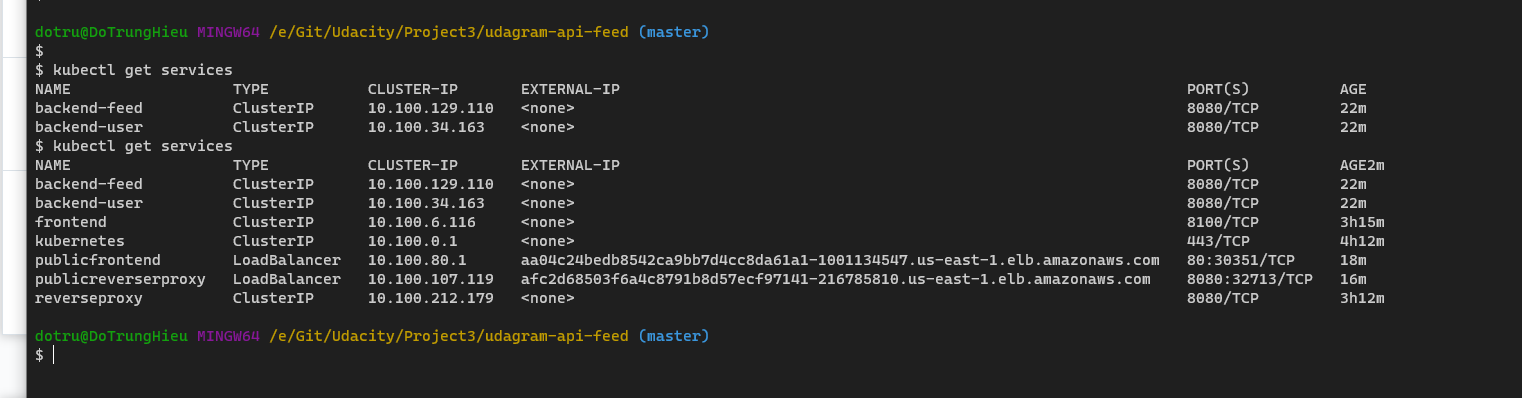 dotru@DoTrungHieu MINGW64 /e/Git/Udacity/Project3/udagram-api-feed (master)
$
$ kubectl get services
NAME TYPE CLUSTER-IP EXTERNAL-IP PORT(S) AGE
backend-feed ClusterIP 10.100.129.110 <none> 8080/TCP 22m
backend-user ClusterIP 10.100.34.163 <none> 8080/TCP 22m
$ kubectl get services
NAME TYPE CLUSTER-IP EXTERNAL-IP PORT(S) AGE2m
backend-feed ClusterIP 10.100.129.110 <none> 8080/TCP 22m
backend-user ClusterIP 10.100.34.163 <none> 8080/TCP 22m
frontend ClusterIP 10.100.6.116 <none> 8100/TCP 3h15m
kubernetes ClusterIP 10.100.0.1 <none> 443/TCP 4h12m
publicfrontend LoadBalancer 10.100.80.1 aa04c24bedb8542ca9bb7d4cc8da61a1-1001134547.us-east-1.elb.amazonaws.com 80:30351/TCP 18m
publicreverserproxy LoadBalancer 10.100.107.119 afc2d68503f6a4c8791b8d57ecf97141-216785810.us-east-1.elb.amazonaws.com 8080:32713/TCP 16m
reverseproxy ClusterIP 10.100.212.179 <none> 8080/TCP 3h12m
dotru@DoTrungHieu MINGW64 /e/Git/Udacity/Project3/udagram-api-feed (master)
$